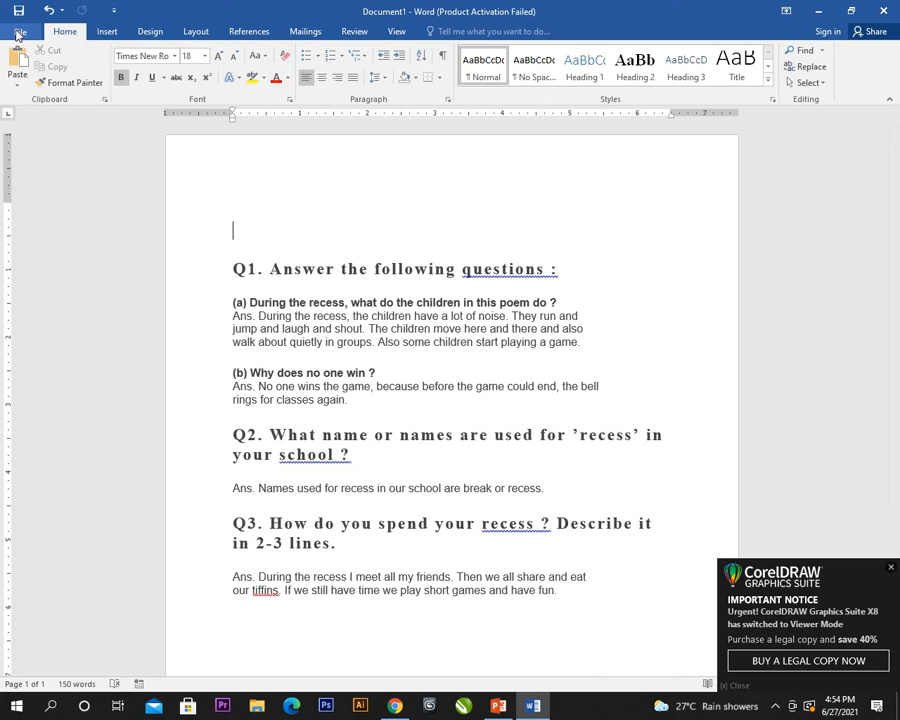 Document1 - Word (Product Activation Failed)
Home Insert Design Layout References Mailings Review View Tell me what you want to do... Sign in Share
Cut
Copy
Paste
Format Painter
Clipboard
Times New Ro 18
Font
Paragraph
AaBbCcDc AaBbCcDc AaBbCc AaBb AaBbCcD AaB
¶ Normal ¶ No Spac... Heading 1 Heading 2 Heading 3 Title
Styles
Find
Replace
Select
Editing
Q1. Answer the following questions :
(a) During the recess, what do the children in this poem do ?
Ans. During the recess, the children have a lot of noise. They run and
jump and laugh and shout. The children move here and there and also
walk about quietly in groups. Also some children start playing a game.
(b) Why does no one win ?
Ans. No one wins the game, because before the game could end, the bell
rings for classes again.
Q2. What name or names are used for ’recess’ in
your school ?
Ans. Names used for recess in our school are break or recess.
Q3. How do you spend your recess ? Describe it
in 2-3 lines.
Ans. During the recess I meet all my friends. Then we all share and eat
our tiffins. If we still have time we play short games and have fun.
CorelDRAW
GRAPHICS SUITE
IMPORTANT NOTICE
Urgent! CorelDRAW Graphics Suite X8
has switched to Viewer Mode
Purchase a legal copy and save 40%
BUY A LEGAL COPY NOW
Close
Page 1 of 1 150 words
27°C Rain showers
4:54 PM
6/27/2021